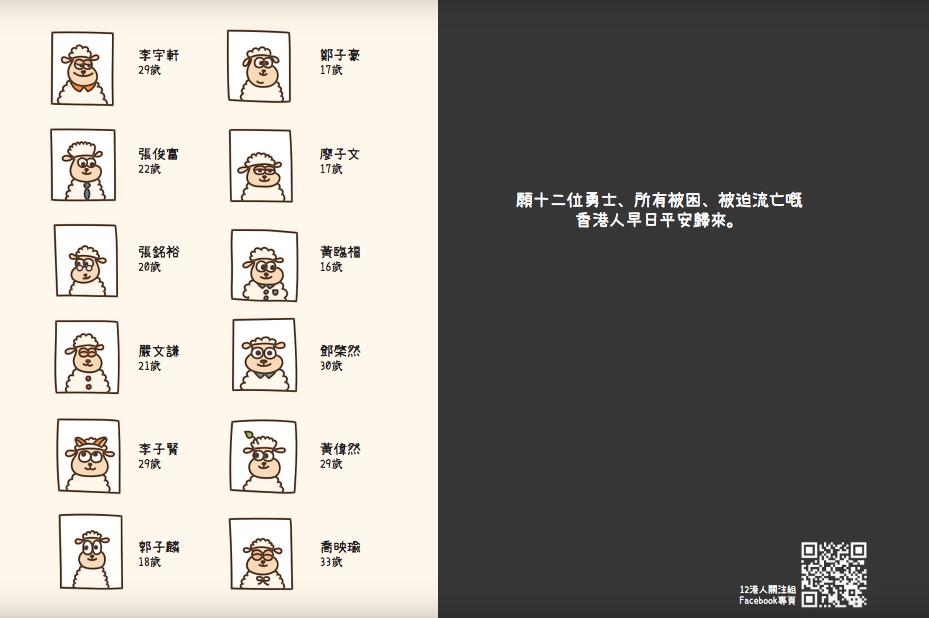 李宇軒
29歲
鄭子豪
17歲
張俊富
22歲
廖子文
17歲
張銘裕
20歲
黃臨福
16歲
嚴文謙
21歲
鄧棨然
30歲
李子賢
29歲
黃偉然
29歲
郭子麟
18歲
喬映瑜
33歲
願十二位勇士、所有被困、被迫流亡嘅
香港人早日平安歸來。
12港人關注組
Facebook專頁